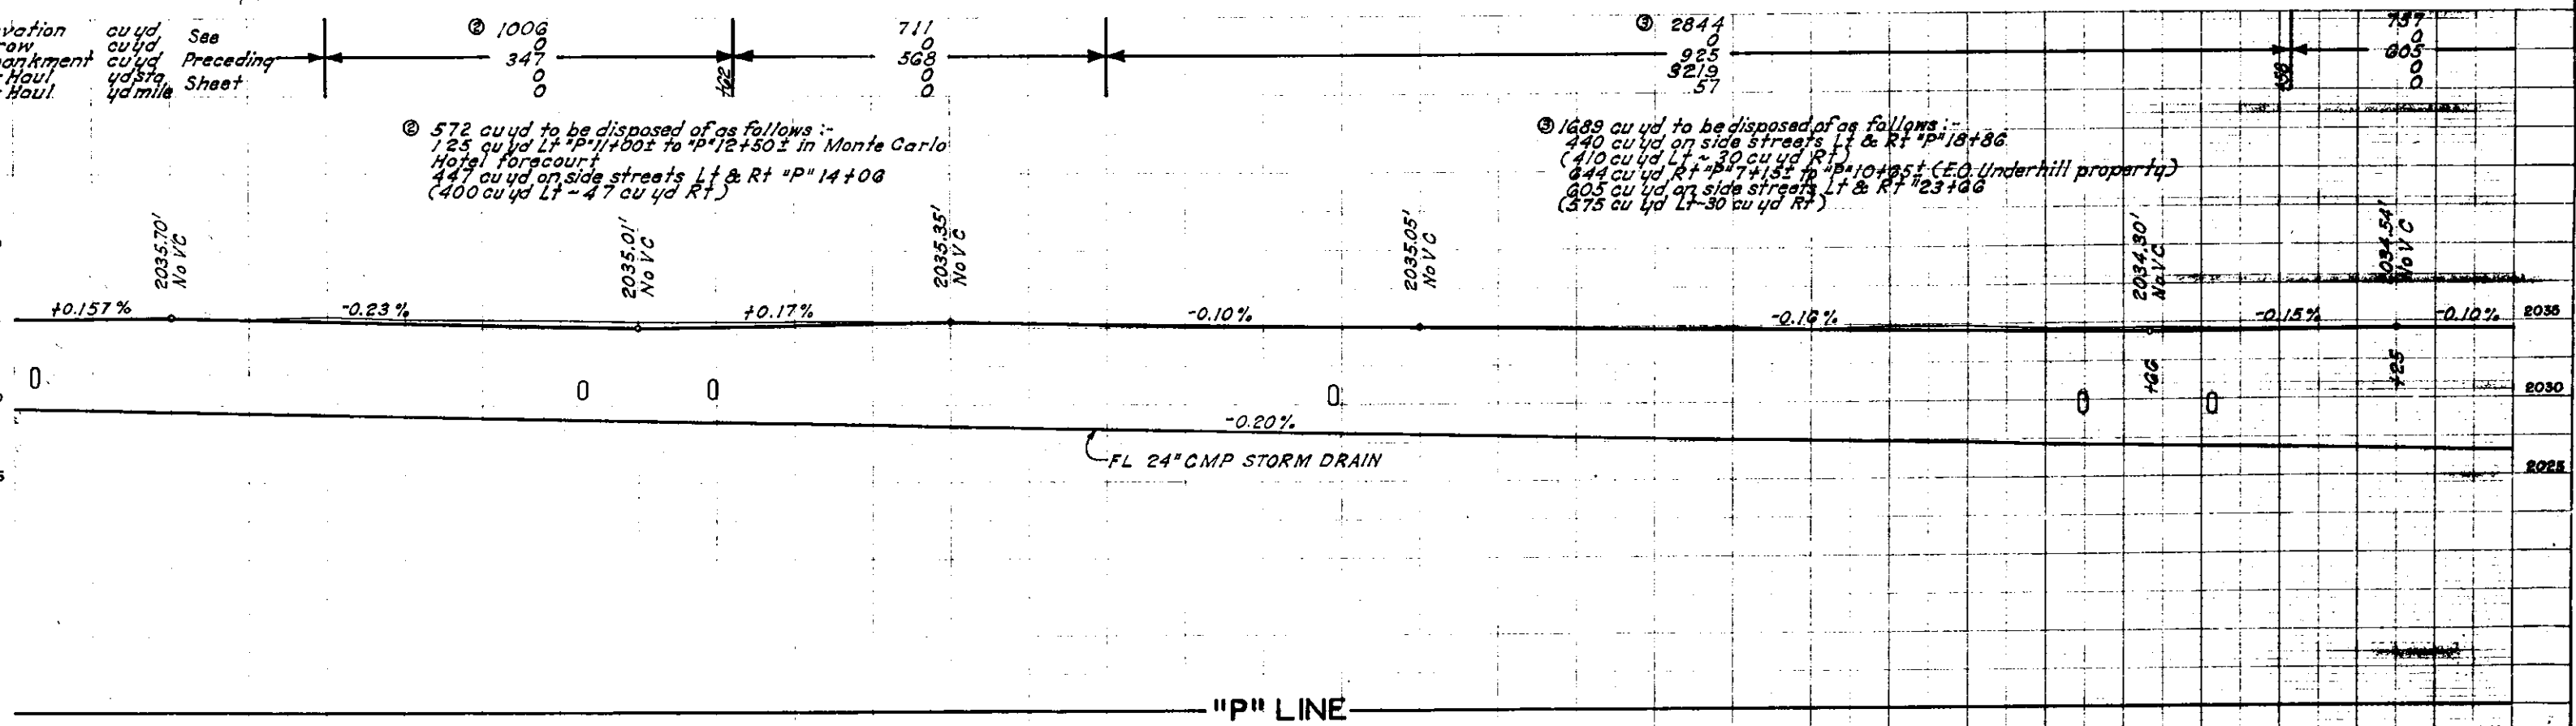 vation cu yd See
row cu yd
ankment cu yd Preceding
Haul yd sta
Haul yd mile Sheet
② 1006
0
347
0
0
+62
711
0
568
0
0
③ 2844
0
925
3219
57
+50
737
0
605
0
0
② 572 cu yd to be disposed of as follows :-
125 cu yd Lt "P"11+00± to "P"12+50± in Monte Carlo
Hotel forecourt
447 cu yd on side streets Lt & Rt "P" 14+06
(400 cu yd Lt ~ 47 cu yd Rt)
③ 1689 cu yd to be disposed of as follows :-
440 cu yd on side streets Lt & Rt "P" 18+86
(410 cu yd Lt ~ 30 cu yd Rt)
644 cu yd Rt "P"7+15± to "P"10+65± (E.O. Underhill property)
605 cu yd on side streets Lt & Rt "23+66
(575 cu yd Lt-30 cu yd Rt)
2035.70'
No VC
2035.01'
No VC
2035.35'
No VC
2035.05'
No VC
2034.30'
No VC
2034.54'
No VC
+0.157% -0.23% +0.17% -0.10% -0.16% -0.15% -0.10% 2035
+66
+25
2030
-0.20%
FL 24" CMP STORM DRAIN
2025
"P" LINE